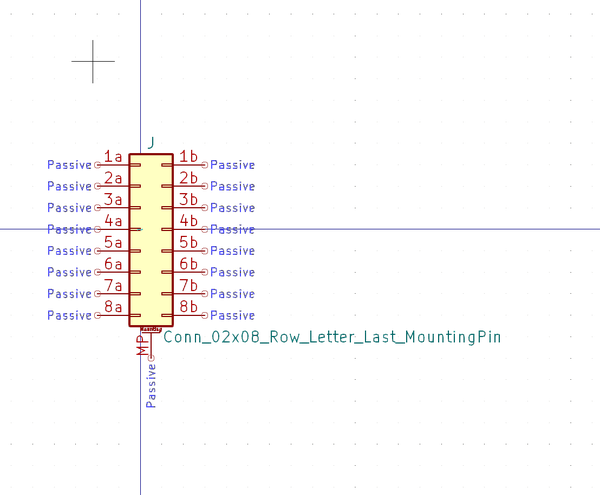 J
Passive 1a 1b Passive
Passive 2a 2b Passive
Passive 3a 3b Passive
Passive 4a 4b Passive
Passive 5a 5b Passive
Passive 6a 6b Passive
Passive 7a 7b Passive
Passive 8a 8b Passive
Conn_02x08_Row_Letter_Last_MountingPin
MP
Passive